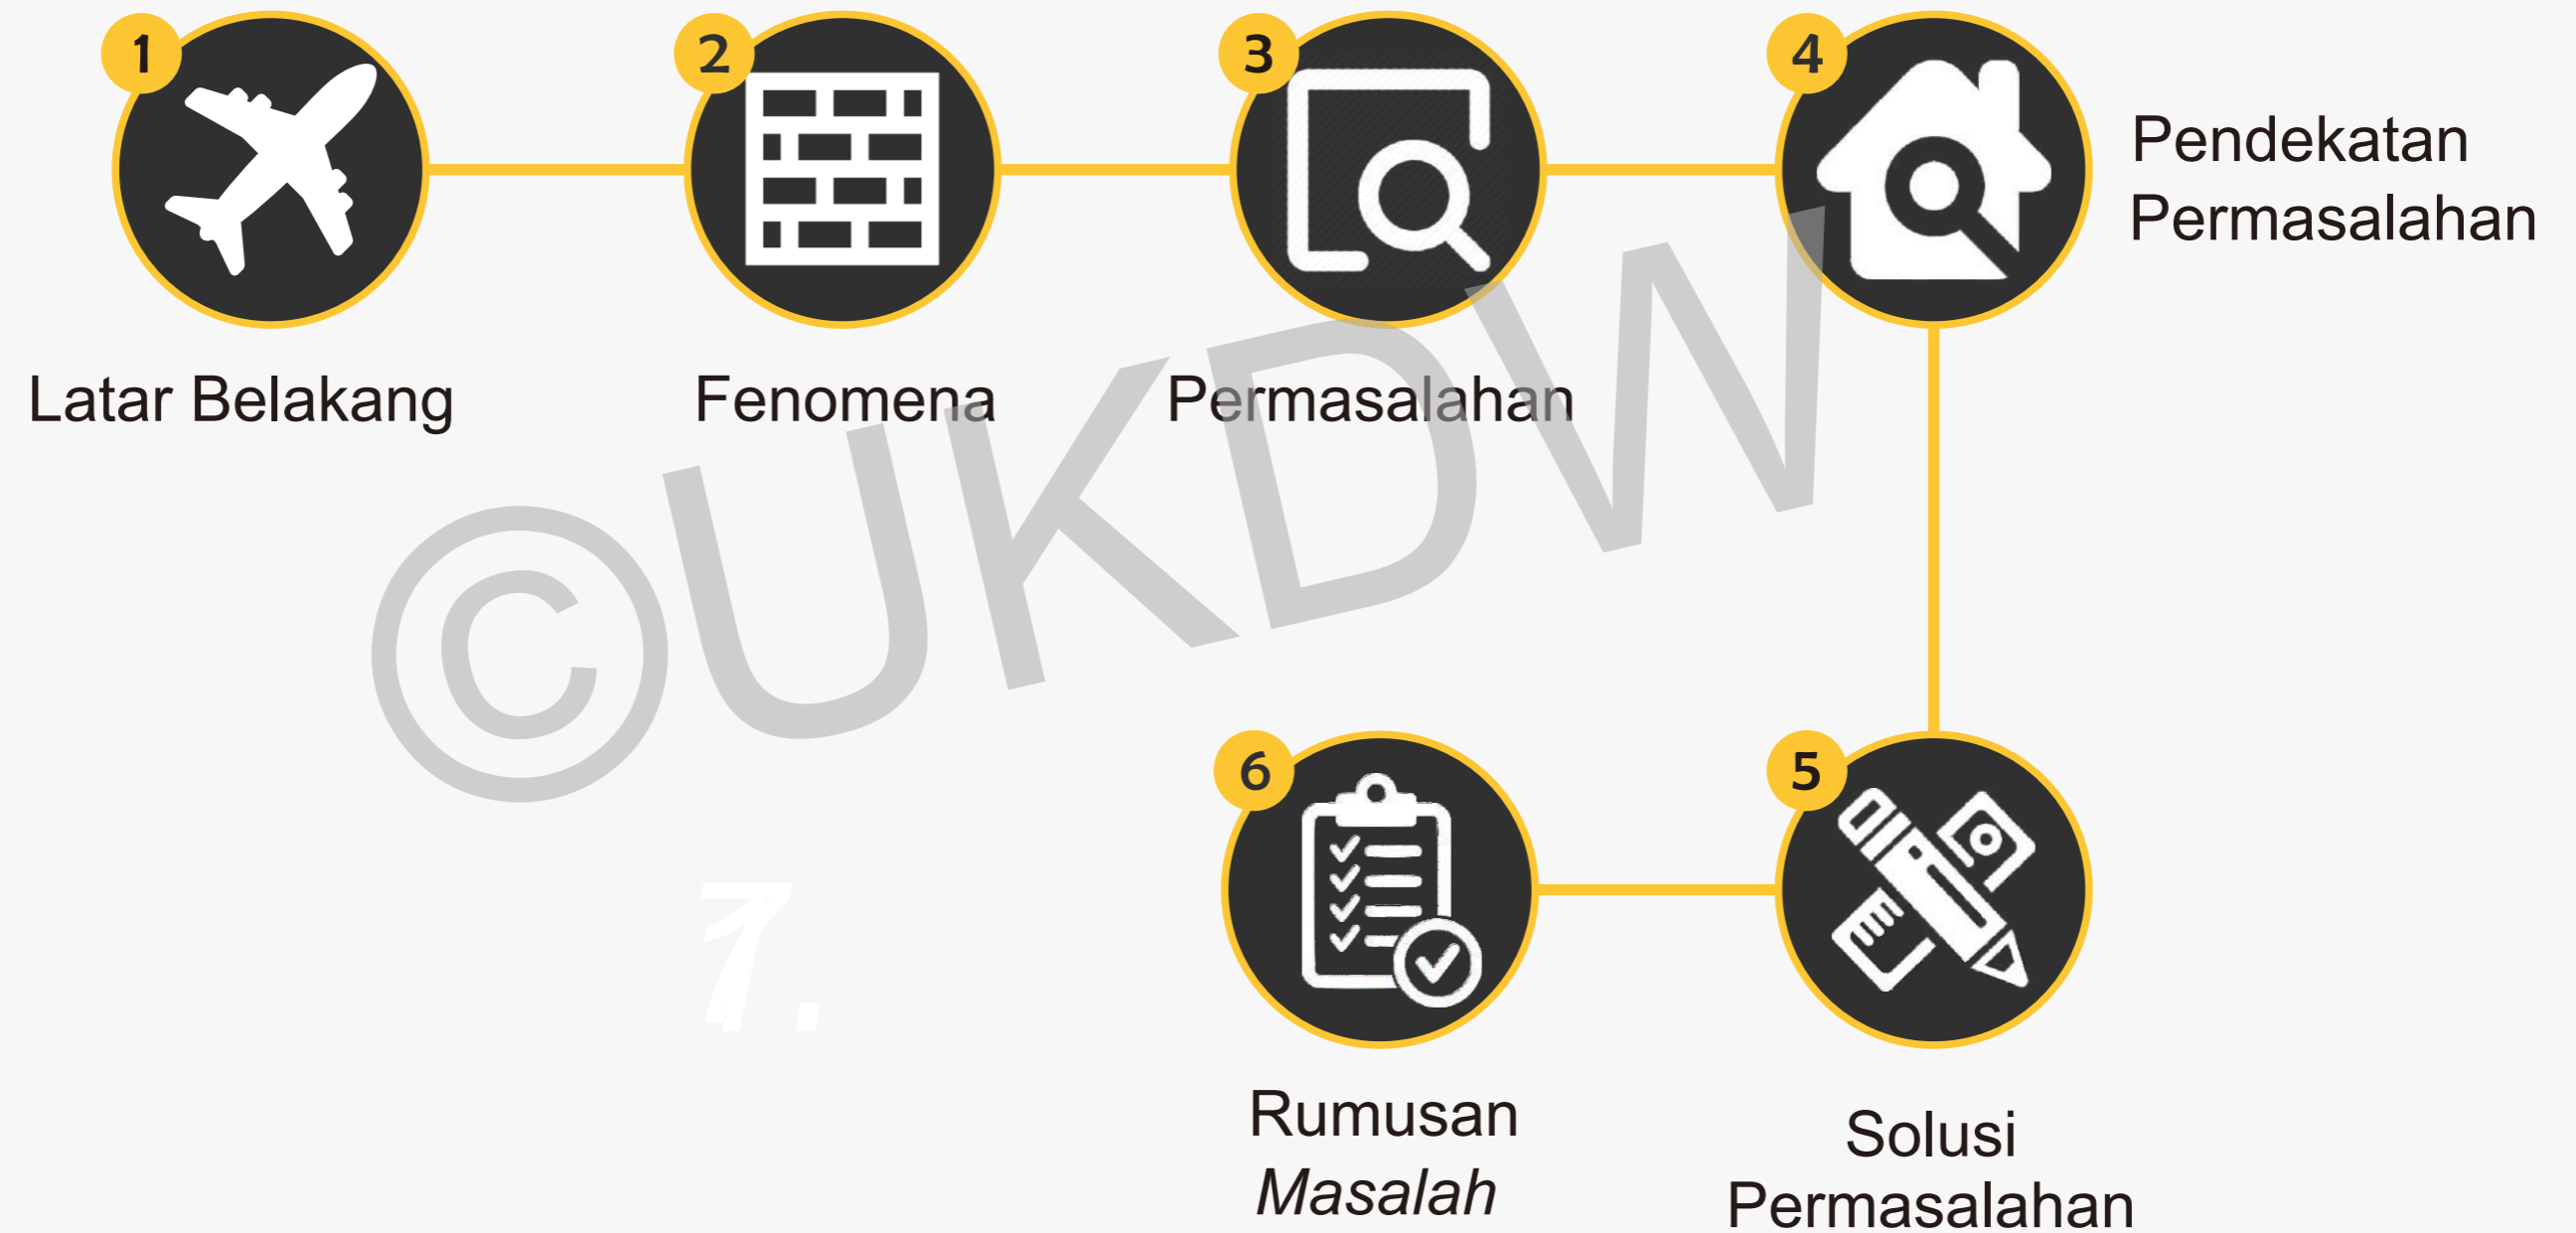 1
2
3
4
Latar Belakang
Fenomena
Permasalahan
Pendekatan
Permasalahan
©UKDW
6
5
Rumusan
Masalah
Solusi
Permasalahan